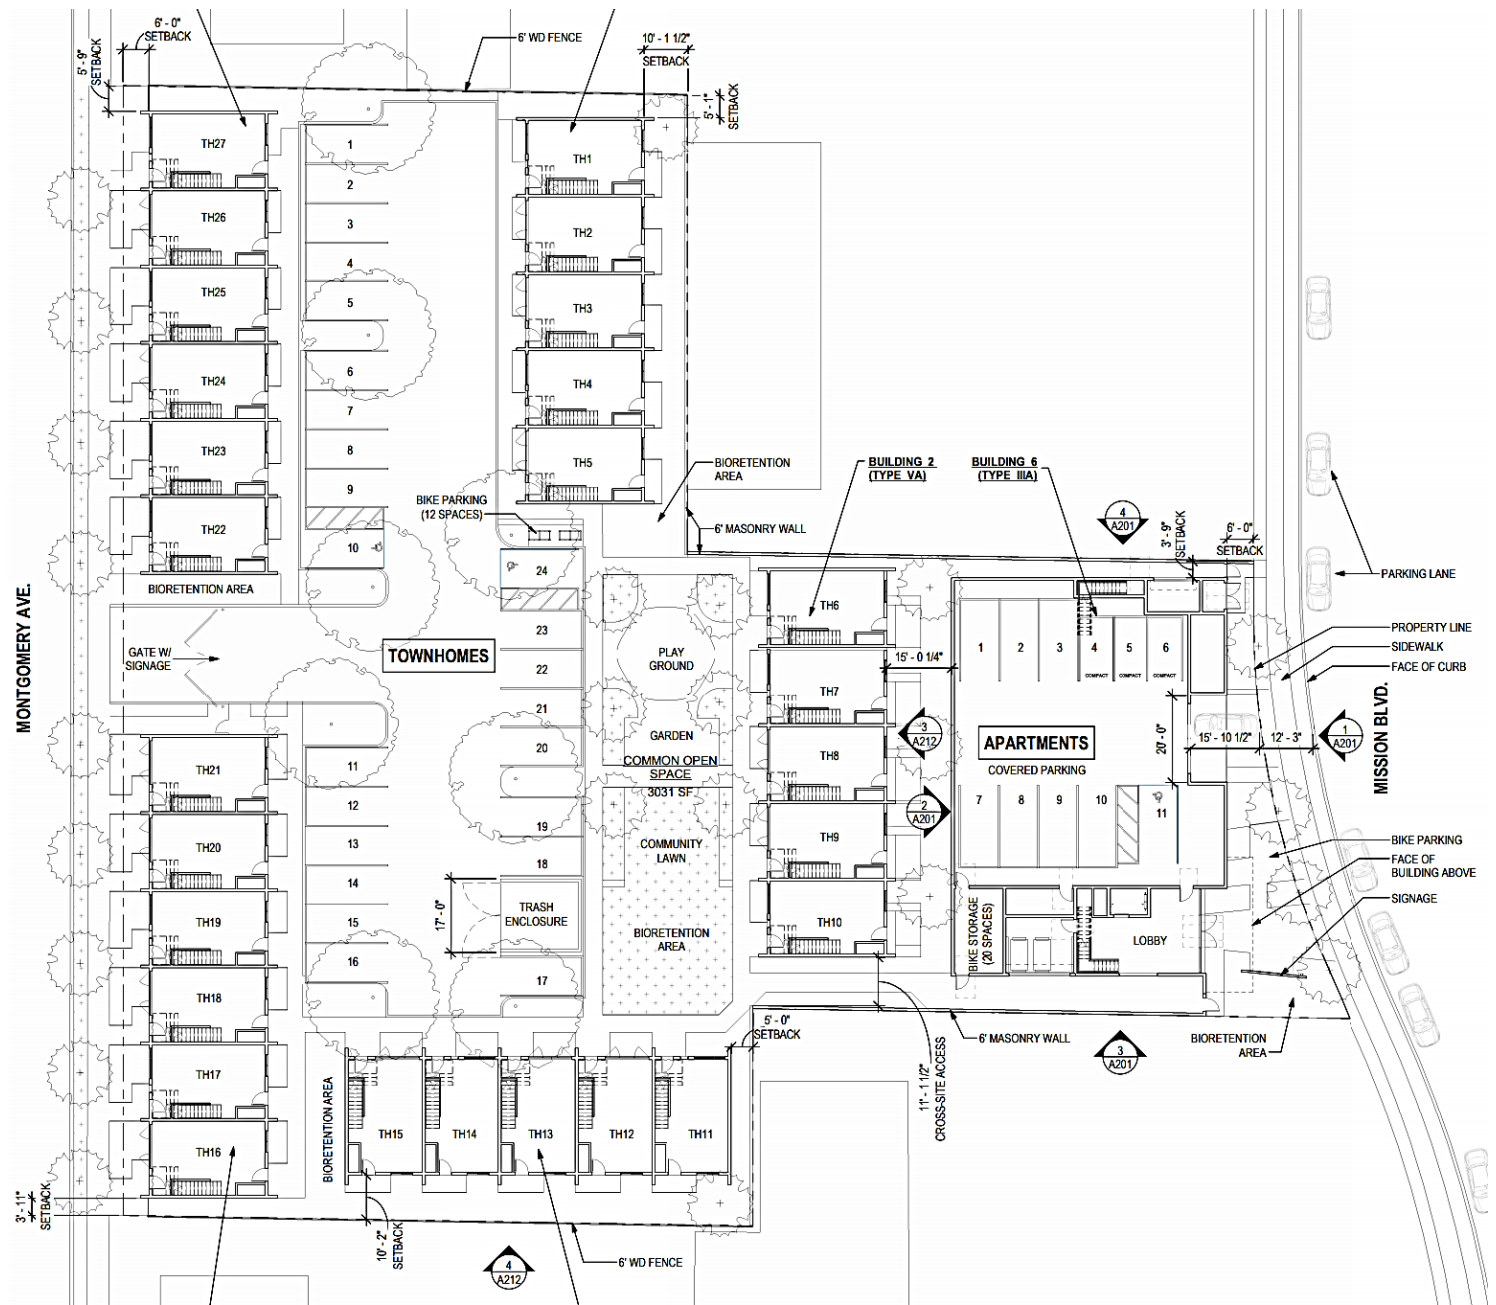 6' - 0"
SETBACK
5' - 9"
SETBACK
6' WD FENCE
10' - 1 1/2"
SETBACK
5' - 1"
SETBACK
TH27
TH26
TH25
TH24
TH23
TH22
BIORETENTION AREA
1
2
3
4
5
6
7
8
9
10
TH1
TH2
TH3
TH4
TH5
BIKE PARKING
(12 SPACES)
BIORETENTION
AREA
6' MASONRY WALL
BUILDING 2
(TYPE VA)
BUILDING 6
(TYPE IIIA)
4
A201
3' - 9"
SETBACK
6' - 0"
SETBACK
PARKING LANE
PROPERTY LINE
SIDEWALK
FACE OF CURB
MONTGOMERY AVE.
GATE W/
SIGNAGE
TOWNHOMES
24
23
22
21
20
19
18
17
PLAY
GROUND
GARDEN
COMMON OPEN
SPACE
3031 SF
COMMUNITY
LAWN
BIORETENTION
AREA
TH6
TH7
TH8
TH9
TH10
15' - 0 1/4"
3
A212
2
A201
1
2
3
4
5
6
COMPACT
COMPACT
COMPACT
APARTMENTS
COVERED PARKING
20' - 0"
15' - 10 1/2"
12' - 3"
1
A201
MISSION BLVD.
7
8
9
10
11
BIKE PARKING
FACE OF
BUILDING ABOVE
SIGNAGE
BIKE STORAGE
(20 SPACES)
LOBBY
TH21
TH20
TH19
TH18
TH17
TH16
11
12
13
14
15
16
17' - 0"
TRASH
ENCLOSURE
5' - 0"
SETBACK
11' - 1 1/2"
CROSS-SITE ACCESS
6' MASONRY WALL
3
A201
BIORETENTION
AREA
BIORETENTION AREA
TH15
TH14
TH13
TH12
TH11
3' - 11"
SETBACK
10' - 2"
SETBACK
4
A212
6' WD FENCE